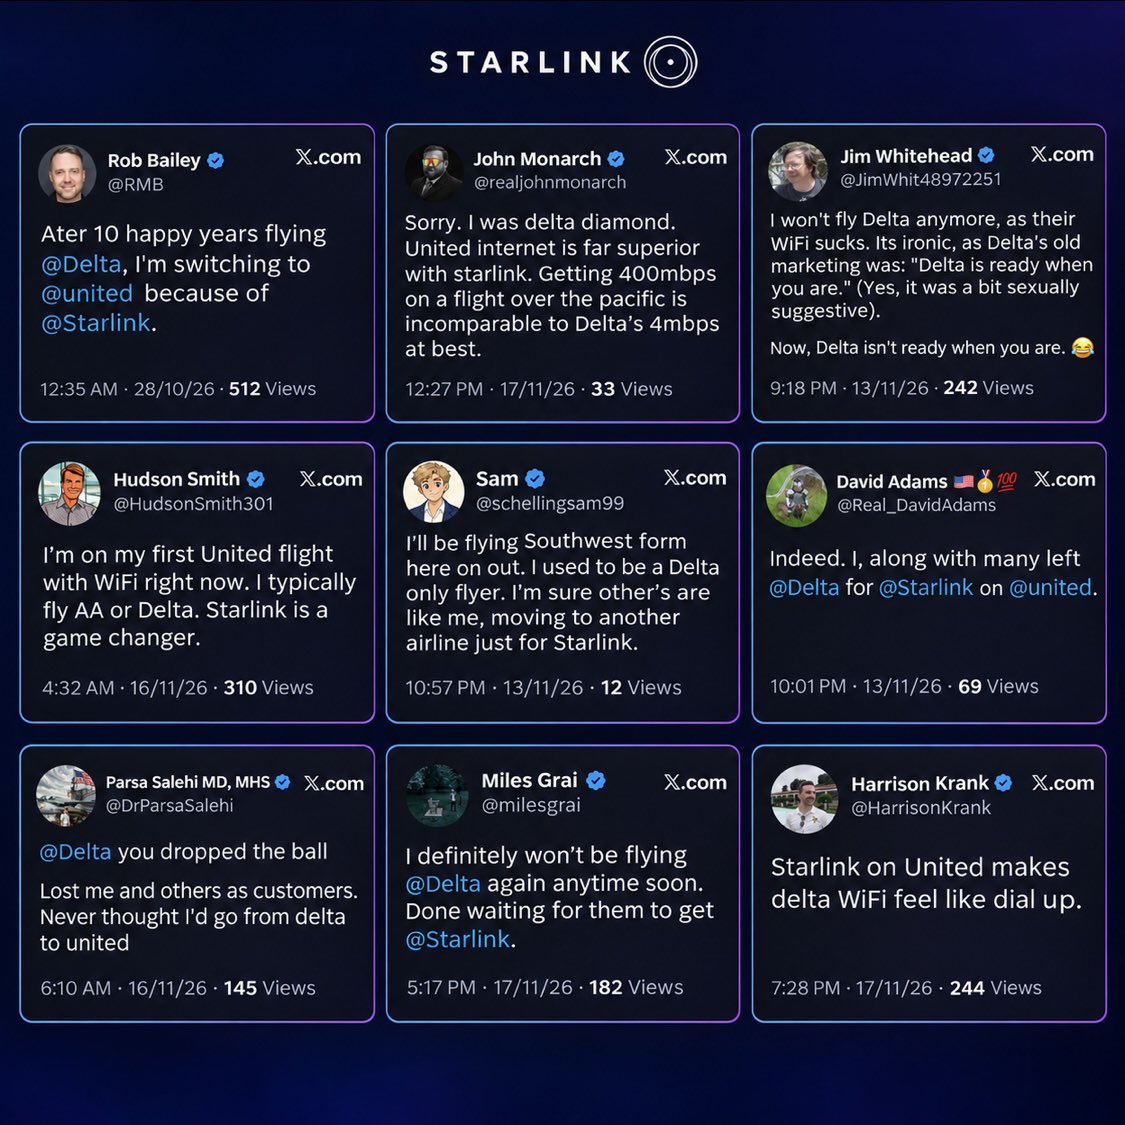 STARLINK
Rob Bailey
X.com
@RMB
Ater 10 happy years flying
@Delta, I'm switching to
@united because of
@Starlink.
12:35 AM · 28/10/26 · 512 Views
John Monarch
X.com
@realjohnmonarch
Sorry. I was delta diamond.
United internet is far superior
with starlink. Getting 400mbps
on a flight over the pacific is
incomparable to Delta’s 4mbps
at best.
12:27 PM · 17/11/26 · 33 Views
Jim Whitehead
X.com
@JimWhit48972251
I won't fly Delta anymore, as their
WiFi sucks. Its ironic, as Delta's old
marketing was: "Delta is ready when
you are." (Yes, it was a bit sexually
suggestive).
Now, Delta isn't ready when you are. 😂
9:18 PM · 13/11/26 · 242 Views
Hudson Smith
X.com
@HudsonSmith301
I’m on my first United flight
with WiFi right now. I typically
fly AA or Delta. Starlink is a
game changer.
4:32 AM · 16/11/26 · 310 Views
Sam
X.com
@schellingsam99
I’ll be flying Southwest form
here on out. I used to be a Delta
only flyer. I’m sure other’s are
like me, moving to another
airline just for Starlink.
10:57 PM · 13/11/26 · 12 Views
David Adams 🇺🇸🥇💯
X.com
@Real_DavidAdams
Indeed. I, along with many left
@Delta for @Starlink on @united.
10:01 PM · 13/11/26 · 69 Views
Parsa Salehi MD, MHS
X.com
@DrParsaSalehi
@Delta you dropped the ball
Lost me and others as customers.
Never thought I'd go from delta
to united
6:10 AM · 16/11/26 · 145 Views
Miles Grai
X.com
@milesgrai
I definitely won’t be flying
@Delta again anytime soon.
Done waiting for them to get
@Starlink.
5:17 PM · 17/11/26 · 182 Views
Harrison Krank
X.com
@HarrisonKrank
Starlink on United makes
delta WiFi feel like dial up.
7:28 PM · 17/11/26 · 244 Views